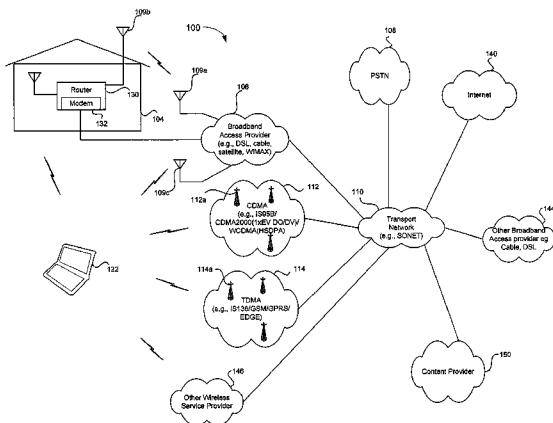 109b
100
109a
108
140
Router
130
Modem
132
104
106
PSTN
Internet
Broadband
Access Provider
(e.g., DSL, cable,
satellite, WIMAX)
109c
112
112a
CDMA
(e.g., IS95B/
CDMA2000(1xEV DO/DV)/
WCDMA(HSDPA)
110
Transport
Network
(e.g., SONET)
144
Other Broadband
Access provider eg
Cable, DSL
122
114
114a
TDMA
(e.g., IS136/GSM/GPRS/
EDGE)
146
Other Wireless
Service Provider
150
Content Provider